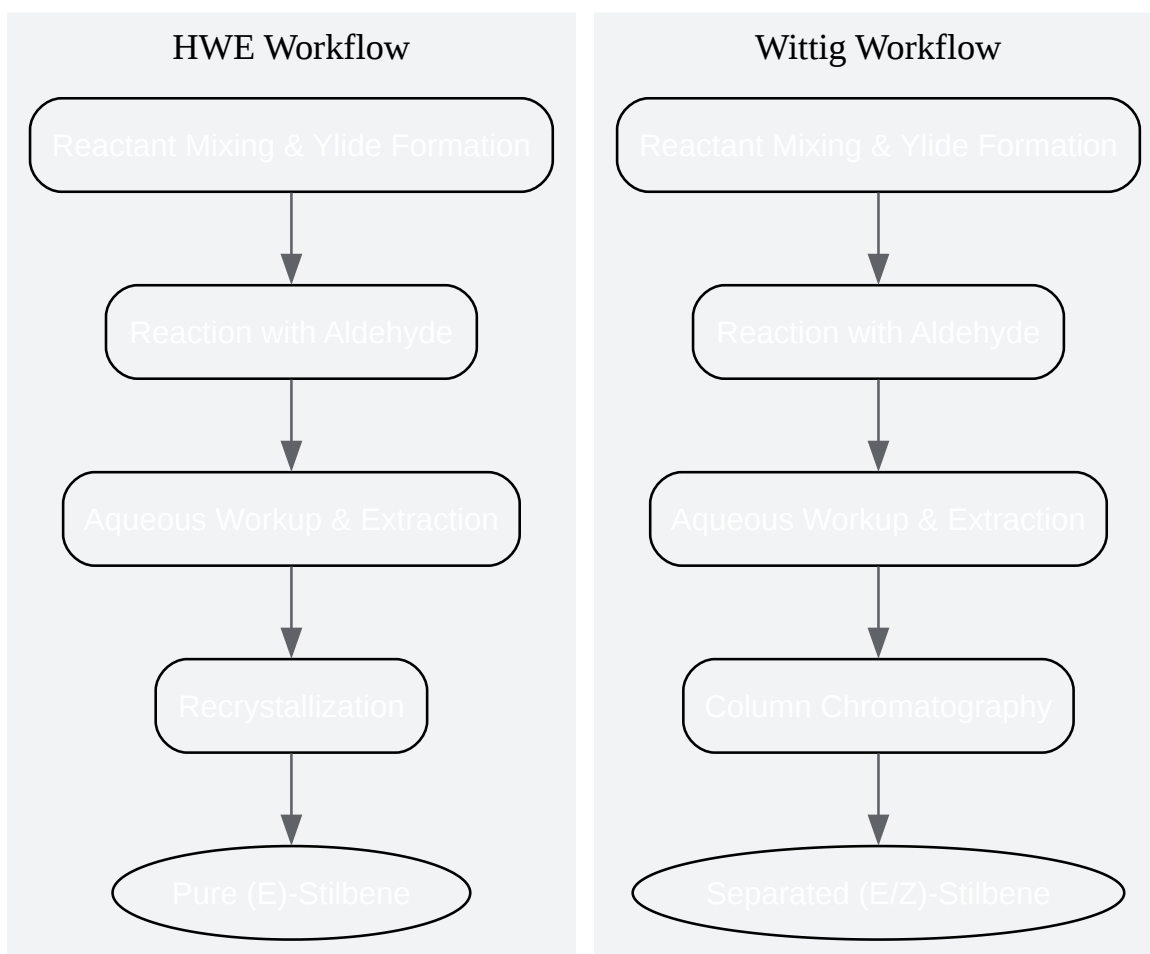 HWE Workflow
Reactant Mixing & Ylide Formation
Reaction with Aldehyde
Aqueous Workup & Extraction
Recrystallization
Pure (E)-Stilbene
Wittig Workflow
Reactant Mixing & Ylide Formation
Reaction with Aldehyde
Aqueous Workup & Extraction
Column Chromatography
Separated (E/Z)-Stilbene